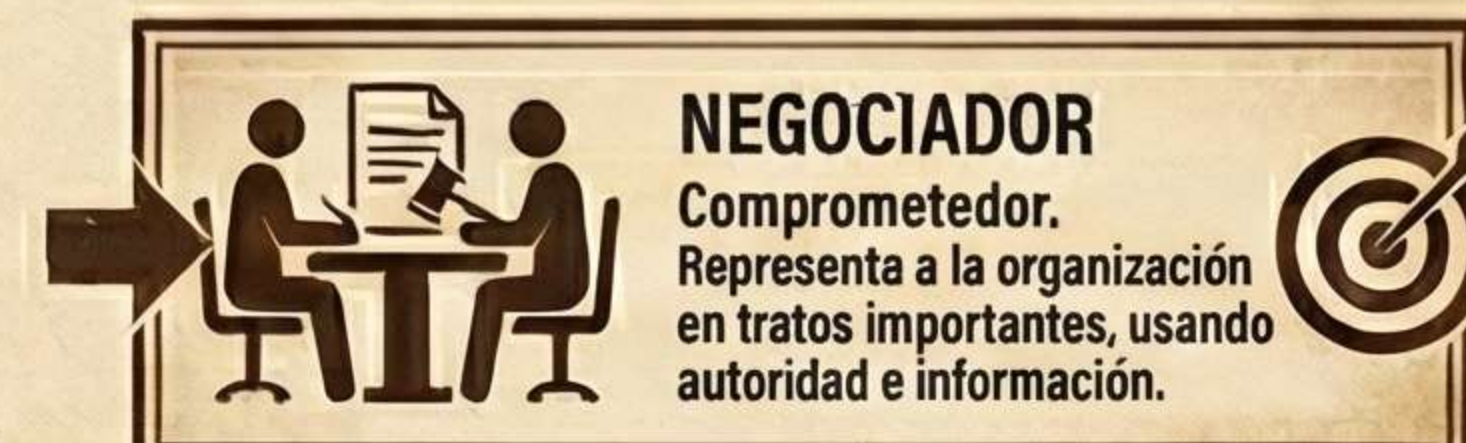 NEGOCIADOR
Comprometedor.
Representa a la organización
en tratos importantes, usando
autoridad e información.